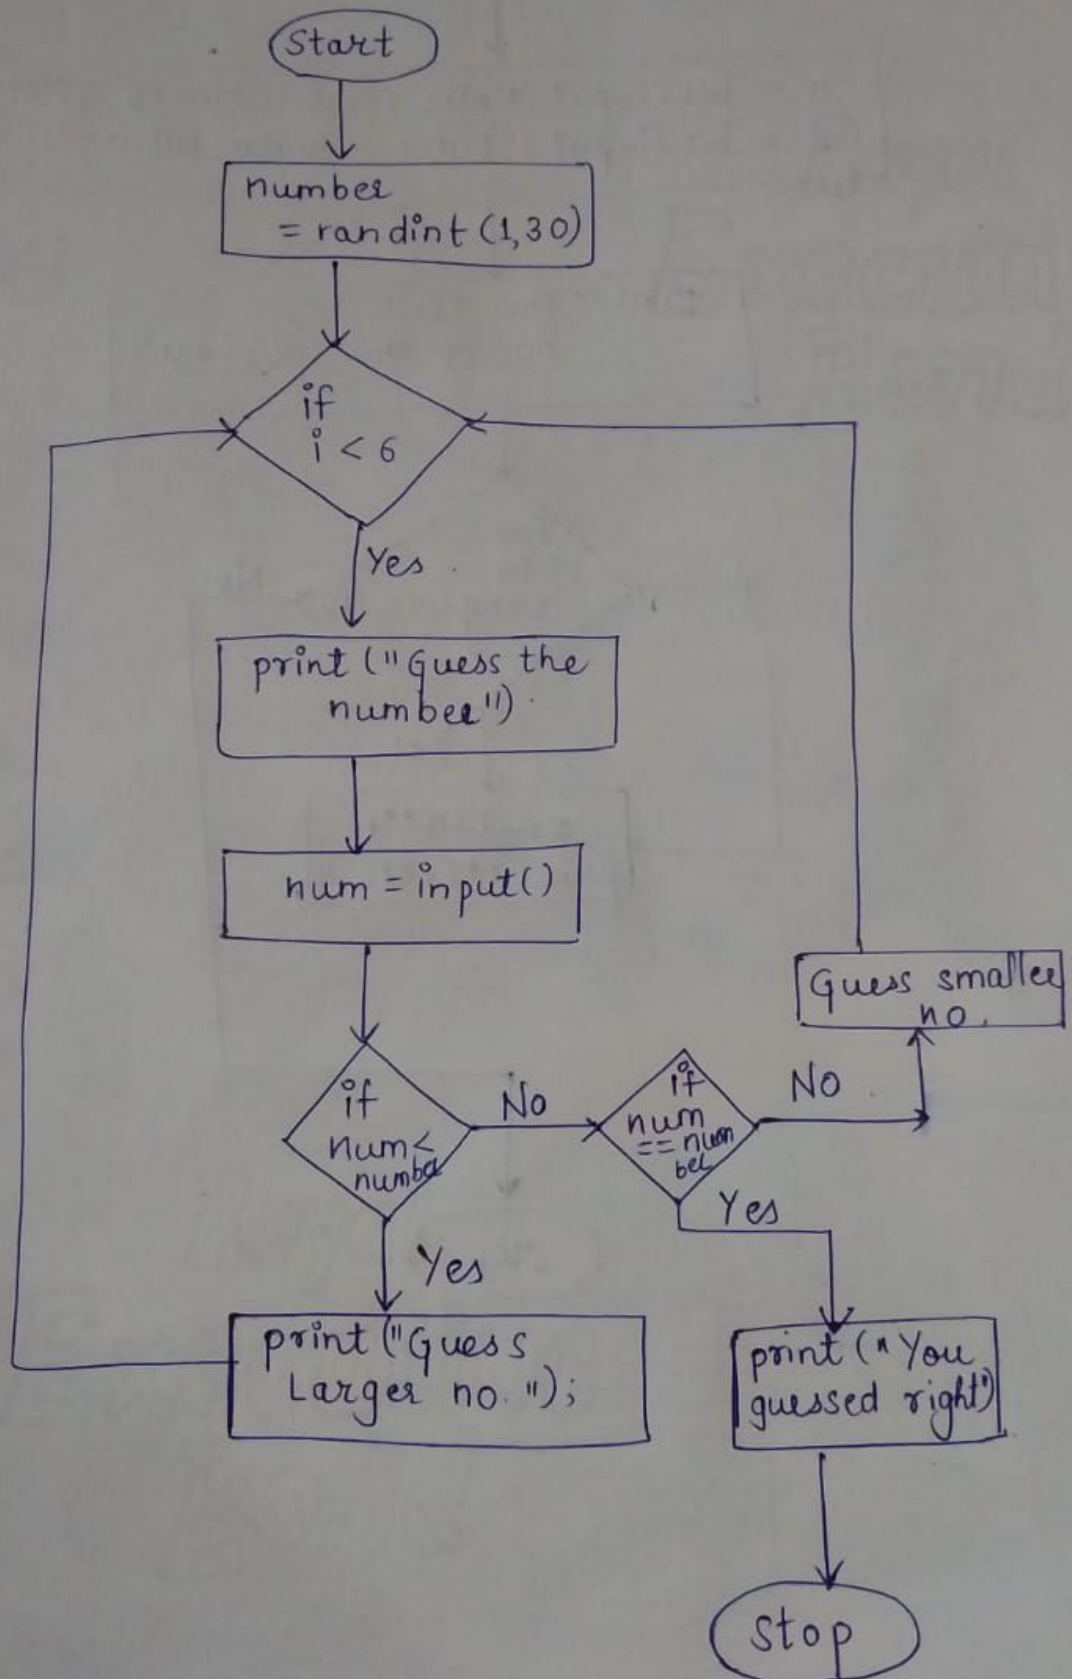 Start
number
= randint (1,30)
if
i < 6
Yes
print ("Guess the
number")
num = input()
Guess smaller
no.
if
num <
number
No
if
num
== num
ber
NO
Yes
Yes
print ("Guess
Larger no.");
print ("You
guessed right")
Stop